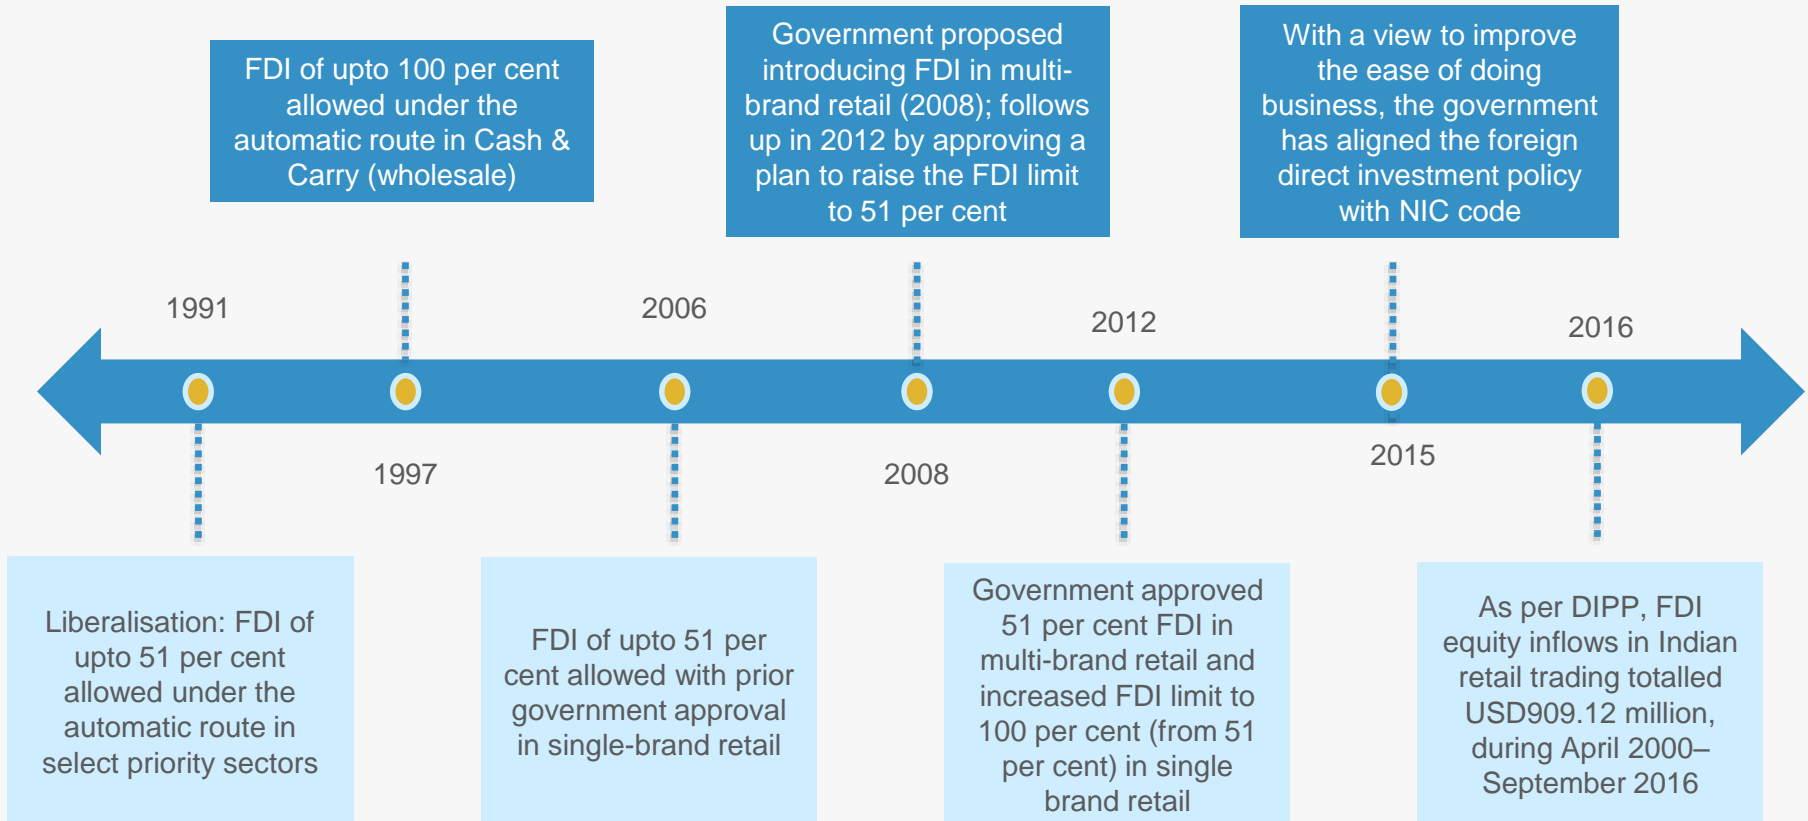 FDI of upto 100 per cent
allowed under the
automatic route in Cash &
Carry (wholesale)
Government proposed
introducing FDI in multi-
brand retail (2008); follows
up in 2012 by approving a
plan to raise the FDI limit
to 51 per cent
With a view to improve
the ease of doing
business, the government
has aligned the foreign
direct investment policy
with NIC code
1991
2006
2012
2016
1997
2008
2015
Liberalisation: FDI of
upto 51 per cent
allowed under the
automatic route in
select priority sectors
FDI of upto 51 per
cent allowed with prior
government approval
in single-brand retail
Government approved
51 per cent FDI in
multi-brand retail and
increased FDI limit to
100 per cent (from 51
per cent) in single
brand retail
As per DIPP, FDI
equity inflows in Indian
retail trading totalled
USD909.12 million,
during April 2000–
September 2016